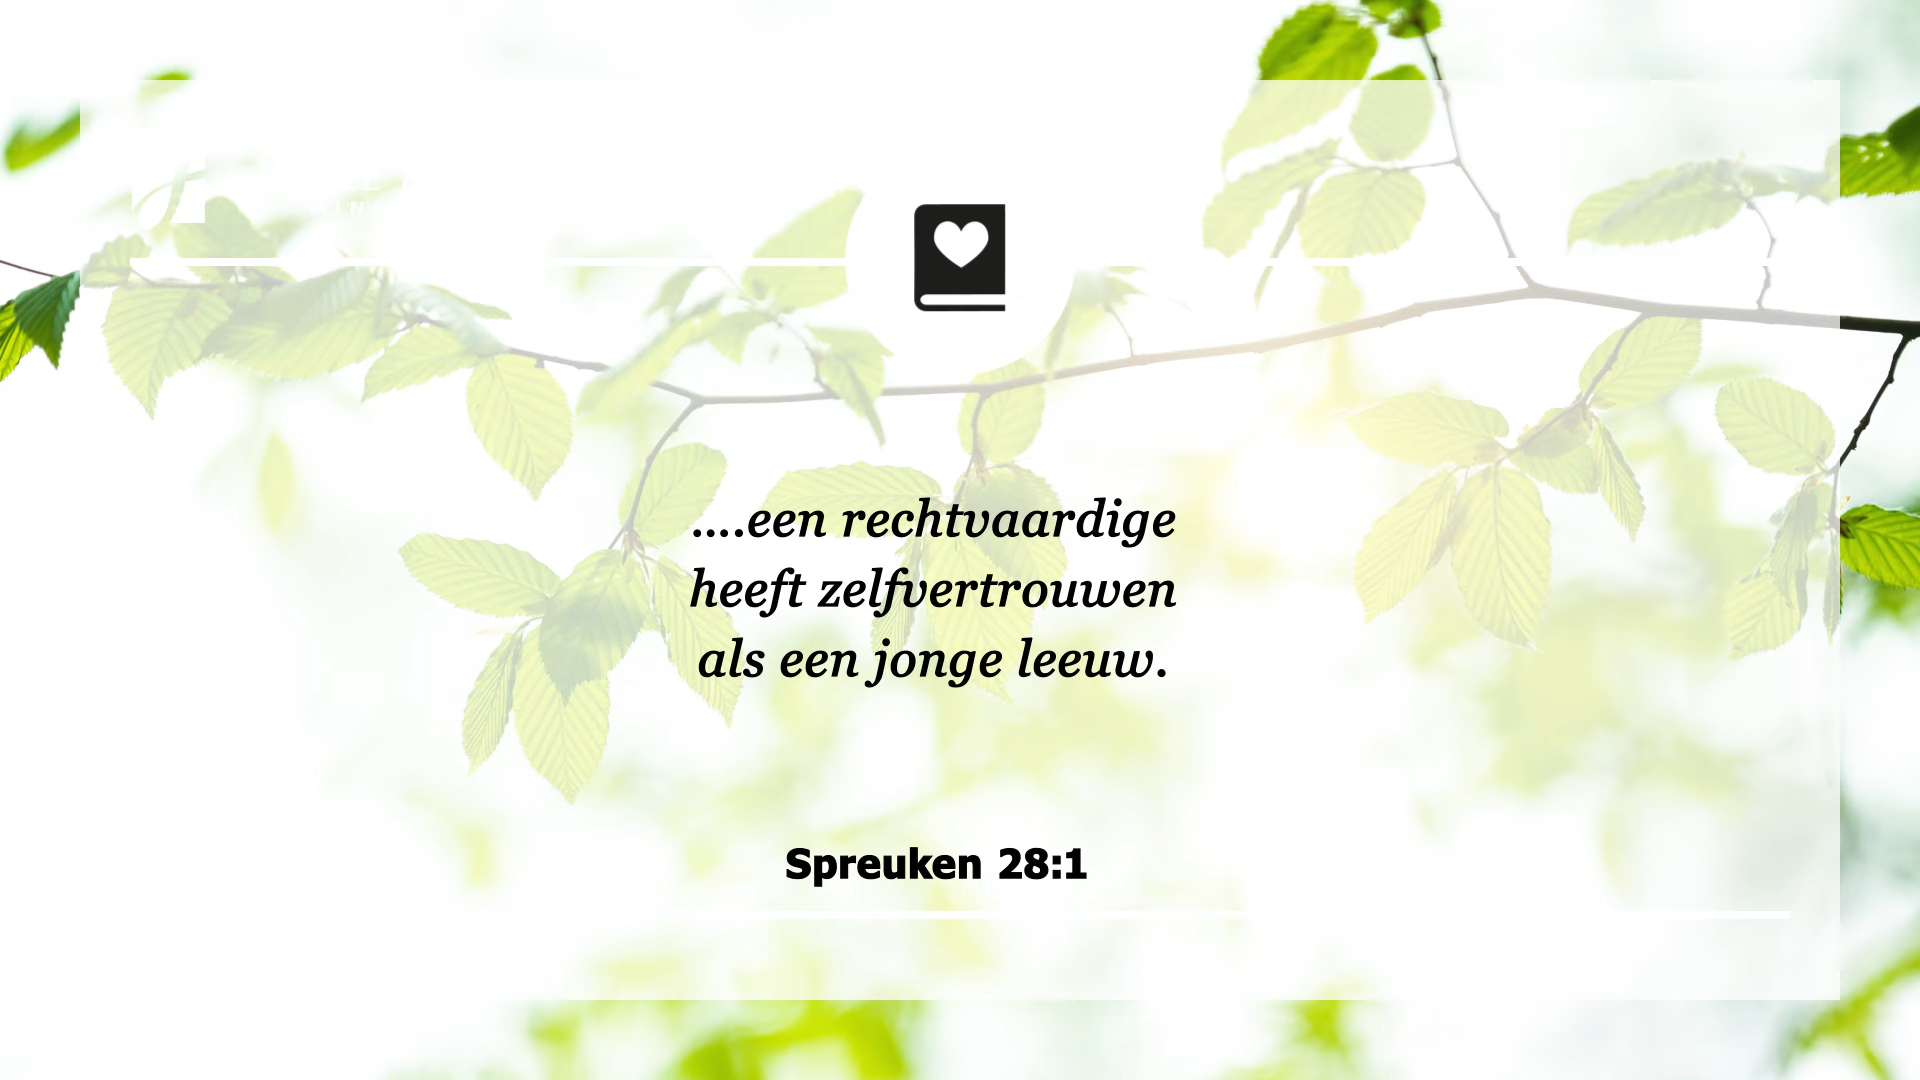 ....een rechtvaardige
heeft zelfvertrouwen
als een jonge leeuw.
Spreuken 28:1